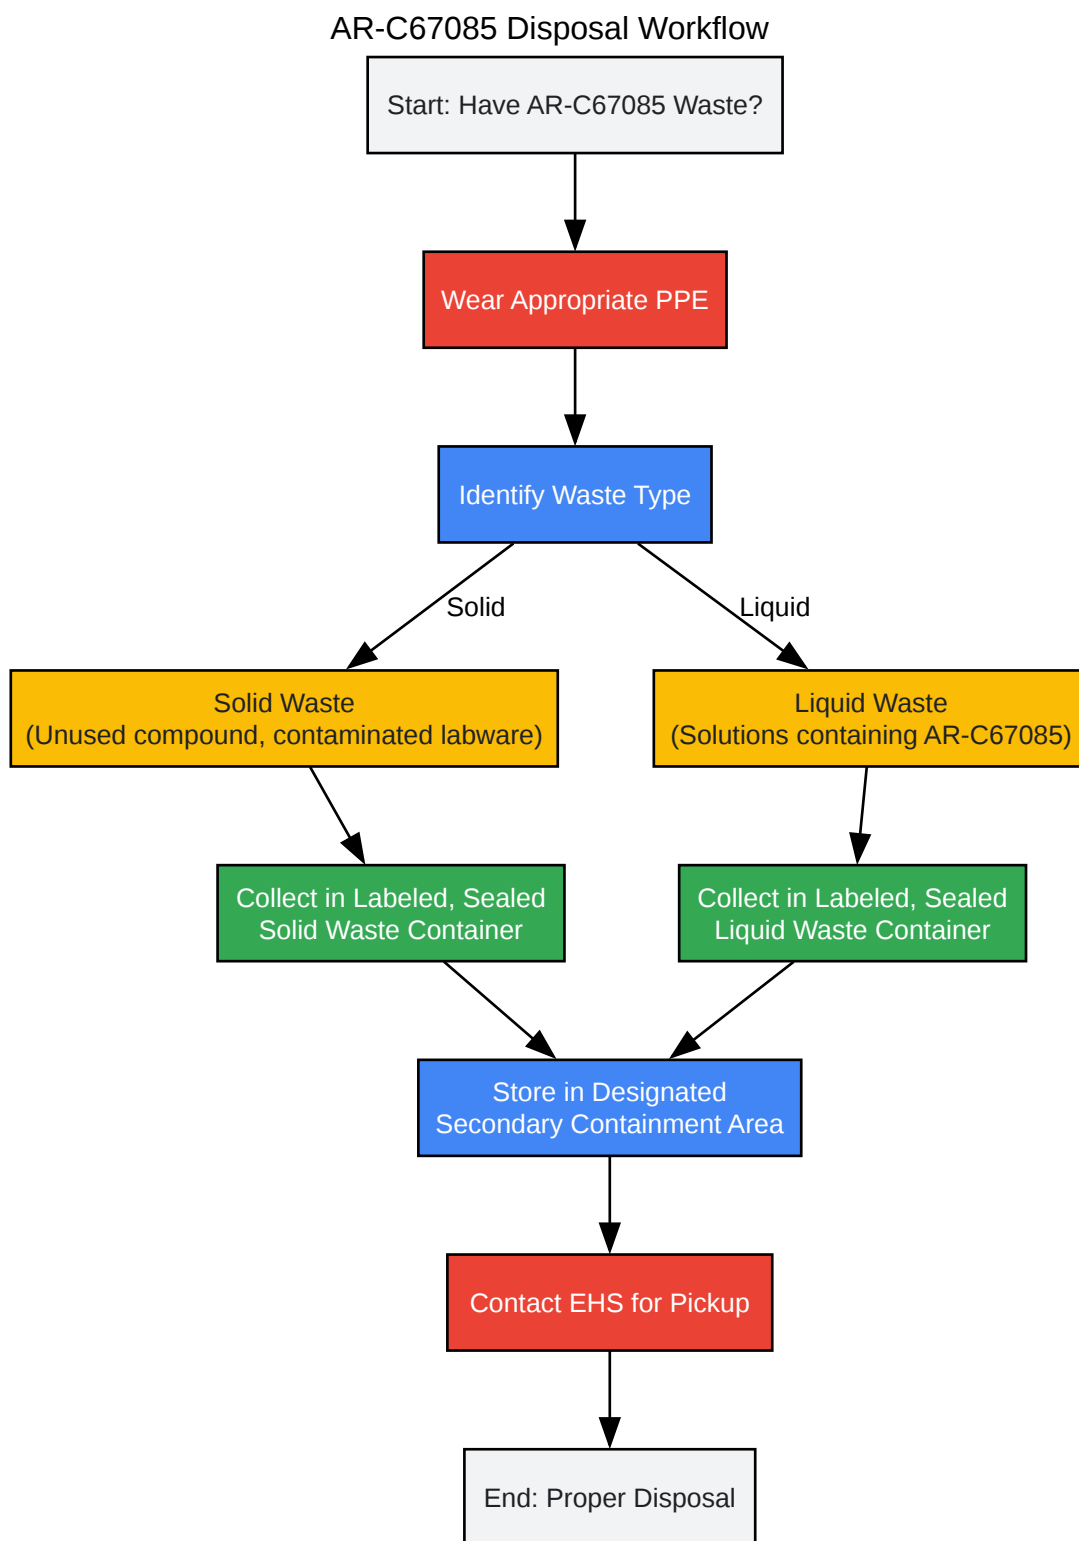 AR-C67085 Disposal Workflow
Start: Have AR-C67085 Waste?
Wear Appropriate PPE
Identify Waste Type
Solid
Liquid
Solid Waste
(Unused compound, contaminated labware)
Liquid Waste
(Solutions containing AR-C67085)
Collect in Labeled, Sealed
Solid Waste Container
Collect in Labeled, Sealed
Liquid Waste Container
Store in Designated
Secondary Containment Area
Contact EHS for Pickup
End: Proper Disposal